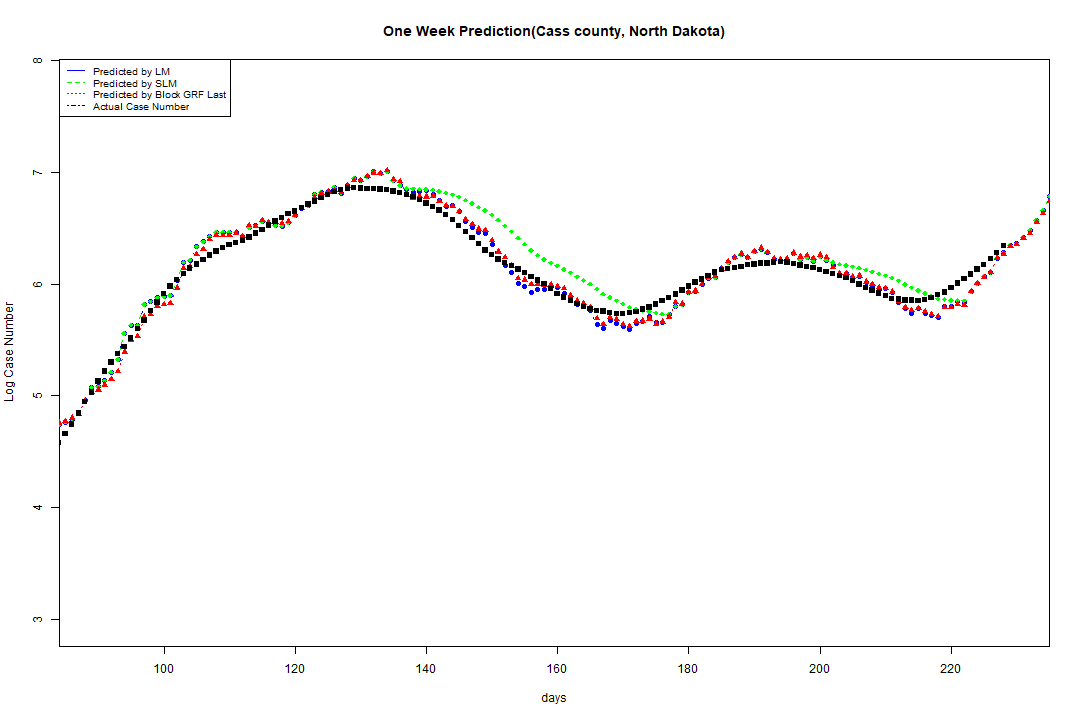 One Week Prediction(Cass county, North Dakota)
Predicted by LM
Predicted by SLM
Predicted by Block GRF Last
Actual Case Number
8
7
6
5
4
3
Log Case Number
100 120 140 160 180 200 220
days